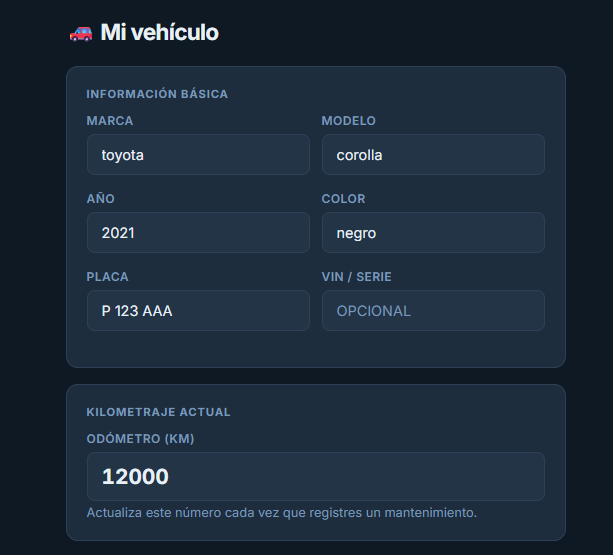 Mi vehículo
INFORMACIÓN BÁSICA
MARCA
MODELO
toyota
corolla
AÑO
COLOR
2021
negro
PLACA
VIN / SERIE
P 123 AAA
OPCIONAL
KILOMETRAJE ACTUAL
ODÓMETRO (KM)
12000
Actualiza este número cada vez que registres un mantenimiento.